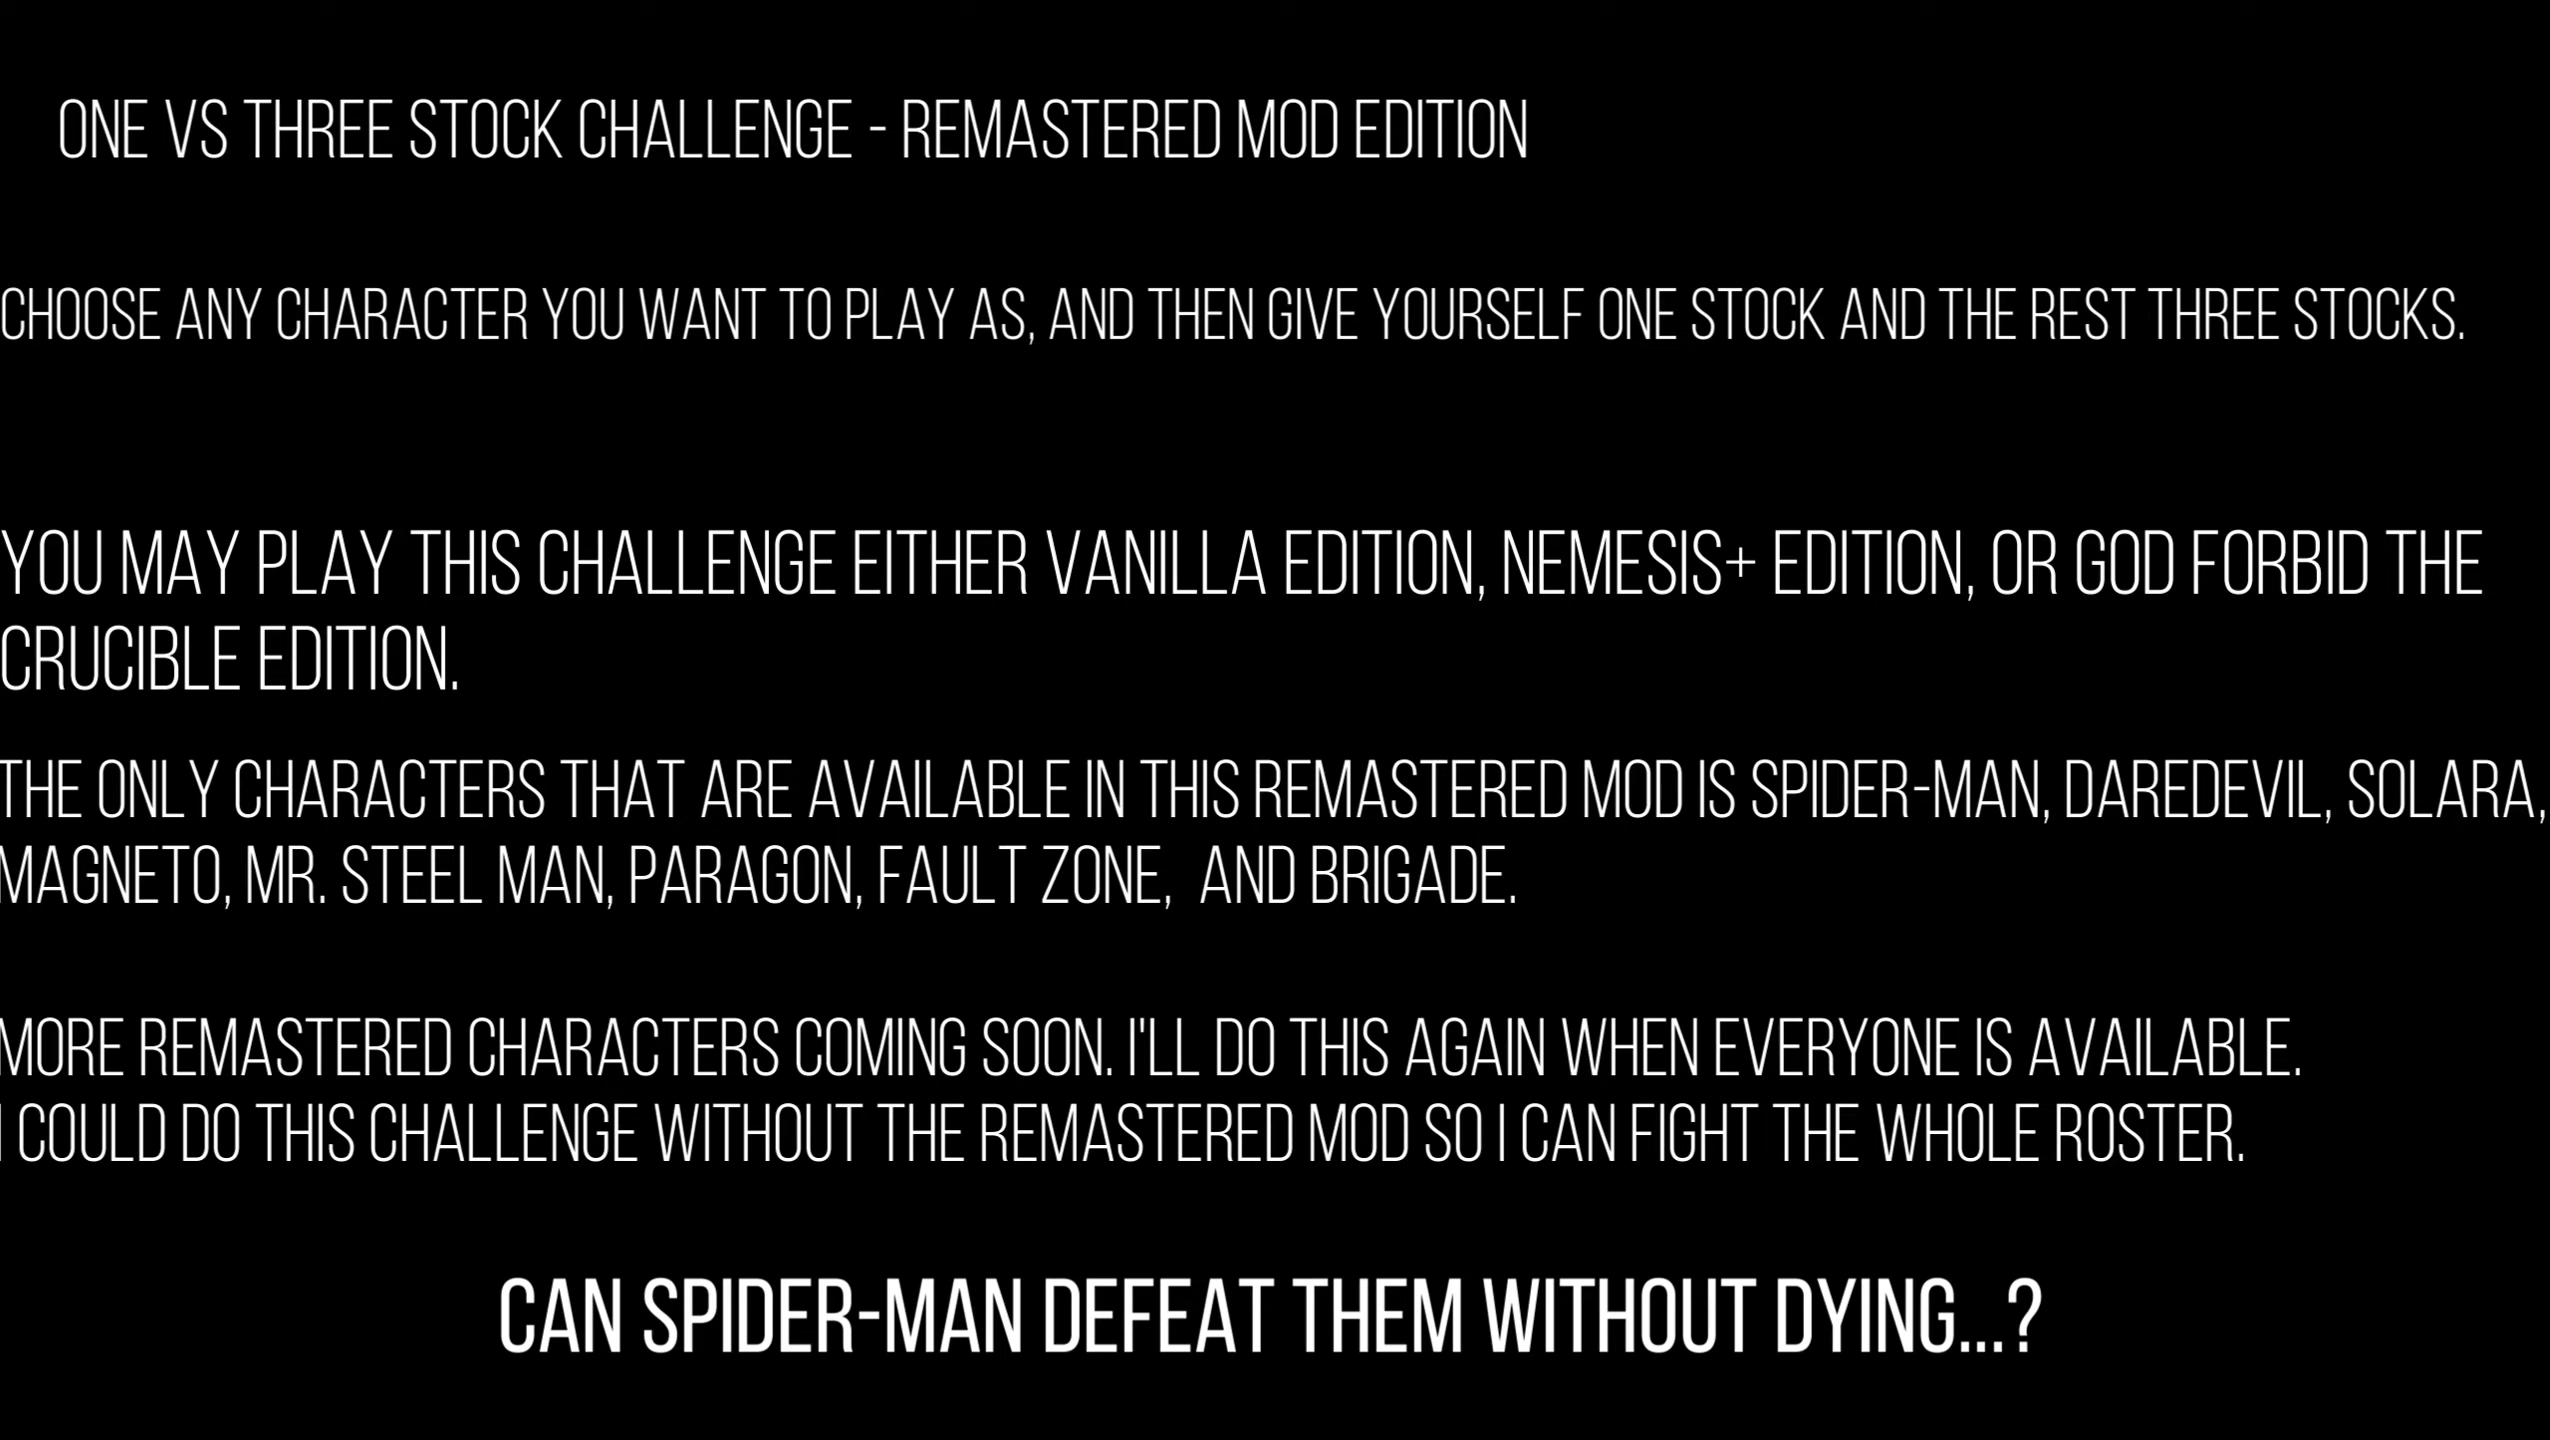 ONE VS THREE STOCK CHALLENGE - REMASTERED MOD EDITION
CHOOSE ANY CHARACTER YOU WANT TO PLAY AS, AND THEN GIVE YOURSELF ONE STOCK AND THE REST THREE STOCKS.
YOU MAY PLAY THIS CHALLENGE EITHER VANILLA EDITION, NEMESIS+ EDITION, OR GOD FORBID THE
CRUCIBLE EDITION.
THE ONLY CHARACTERS THAT ARE AVAILABLE IN THIS REMASTERED MOD IS SPIDER-MAN, DAREDEVIL, SOLARA,
MAGNETO, MR. STEEL MAN, PARAGON, FAULT ZONE, AND BRIGADE.
MORE REMASTERED CHARACTERS COMING SOON. I'LL DO THIS AGAIN WHEN EVERYONE IS AVAILABLE.
I COULD DO THIS CHALLENGE WITHOUT THE REMASTERED MOD SO I CAN FIGHT THE WHOLE ROSTER.
CAN SPIDER-MAN DEFEAT THEM WITHOUT DYING...?